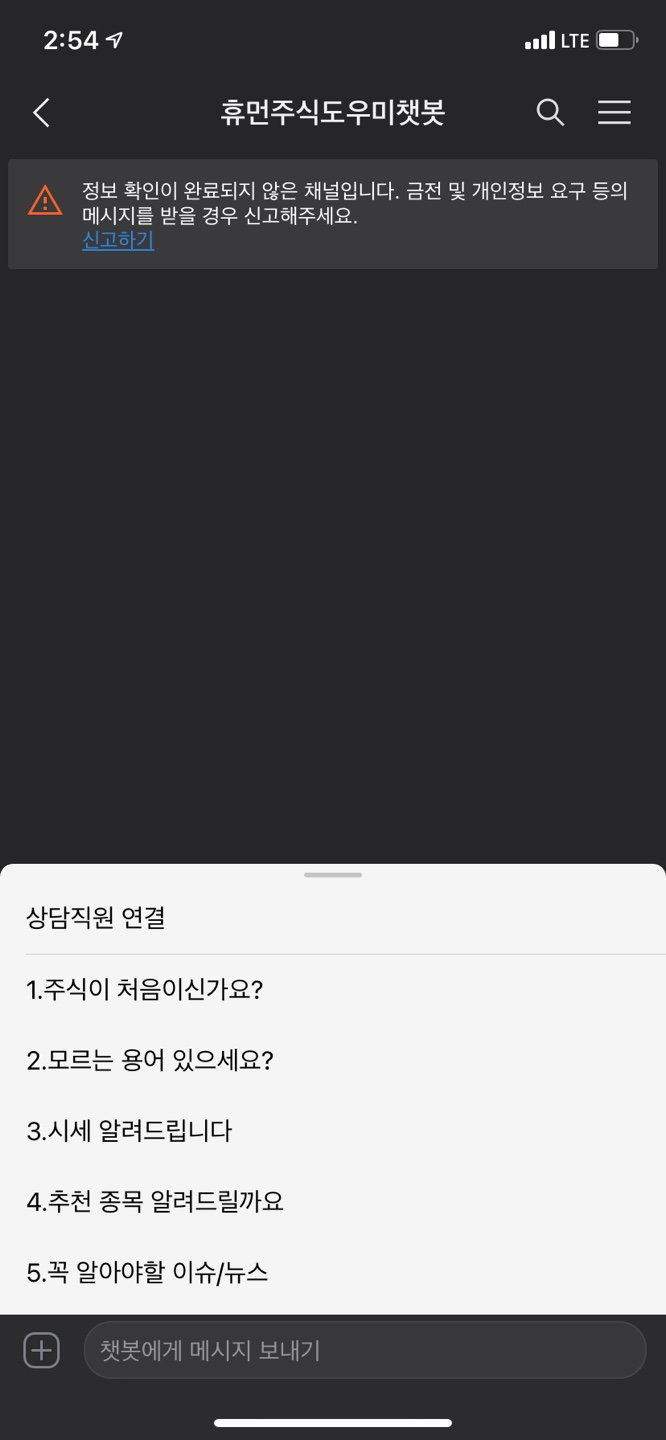 2:54
LTE
휴먼주식도우미챗봇
정보 확인이 완료되지 않은 채널입니다. 금전 및 개인정보 요구 등의
메시지를 받을 경우 신고해주세요.
신고하기
상담직원 연결
1.주식이 처음이신가요?
2.모르는 용어 있으세요?
3.시세 알려드립니다
4.추천 종목 알려드릴까요
5.꼭 알아야할 이슈/뉴스
챗봇에게 메시지 보내기